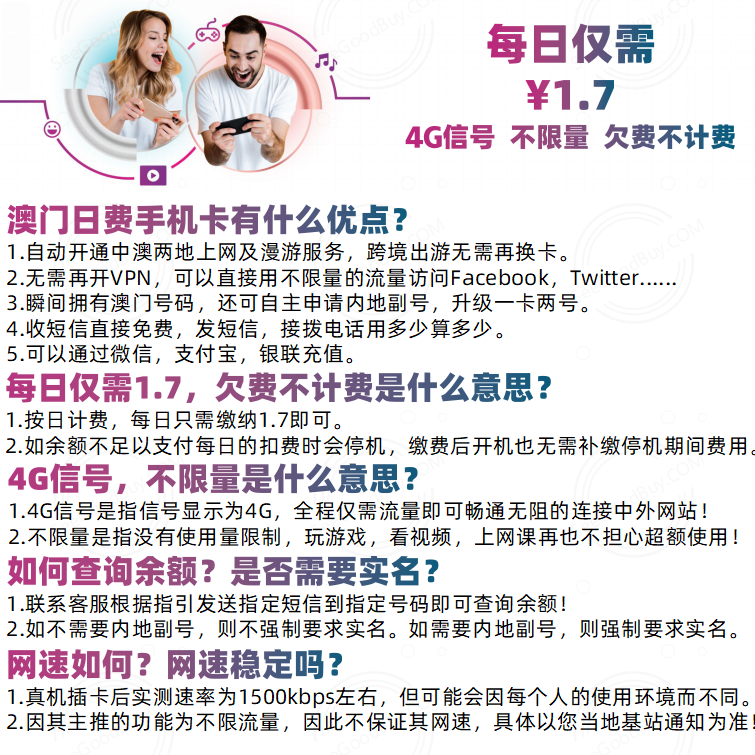 每日仅需
¥1.7
4G信号 不限量 欠费不计费
澳门日费手机卡有什么优点？
1.自动开通中澳两地上网及漫游服务，跨境出游无需再换卡。
2.无需再开VPN，可以直接用不限量的流量访问Facebook，Twitter......
3.瞬间拥有澳门号码，还可自主申请内地副号，升级一卡两号。
4.收短信直接免费，发短信，接拨电话用多少算多少。
5.可以通过微信，支付宝，银联充值。
每日仅需1.7，欠费不计费是什么意思？
1.按日计费，每日只需缴纳1.7即可。
2.如余额不足以支付每日的扣费时会停机，缴费后开机也无需补缴停机期间费用。
4G信号，不限量是什么意思？
1.4G信号是指信号显示为4G，全程仅需流量即可畅通无阻的连接中外网站！
2.不限量是指没有使用量限制，玩游戏，看视频，上网课再也不担心超额使用！
如何查询余额？是否需要实名？
1.联系客服根据指引发送指定短信到指定号码即可查询余额！
2.如不需要内地副号，则不强制要求实名。如需要内地副号，则强制要求实名。
网速如何？网速稳定吗？
1.真机插卡后实测速率为1500kbps左右，但可能会因每个人的使用环境而不同。
2.因其主推的功能为不限流量，因此不保证其网速，具体以您当地基站通知为准！